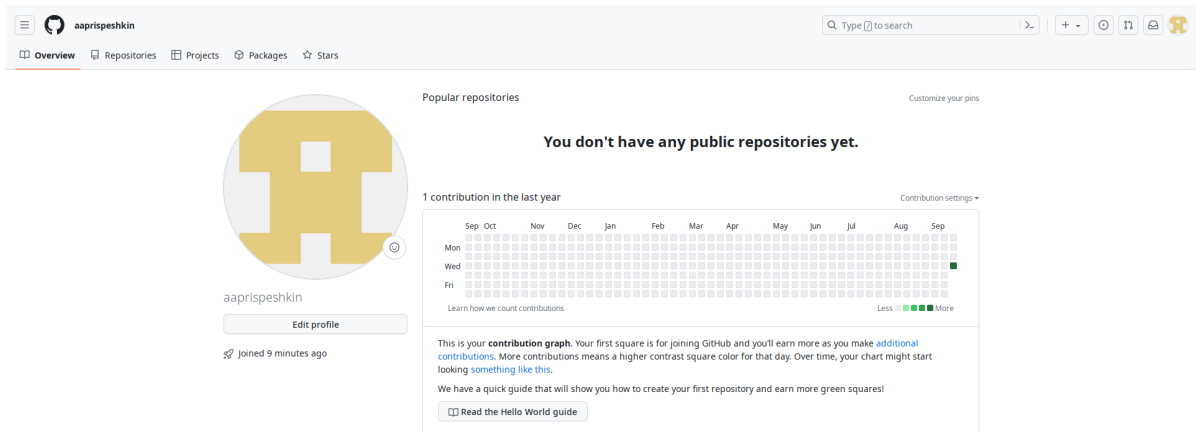 aaprispeshkin
Type / to search
Overview Repositories Projects Packages Stars
Popular repositories Customize your pins
You don't have any public repositories yet.
1 contribution in the last year Contribution settings
Sep Oct Nov Dec Jan Feb Mar Apr May Jun Jul Aug Sep
Mon
Wed
Fri
Learn how we count contributions Less More
aaprispeshkin
Edit profile
Joined 9 minutes ago
This is your contribution graph. Your first square is for joining GitHub and you'll earn more as you make additional
contributions. More contributions means a higher contrast square color for that day. Over time, your chart might start
looking something like this.
We have a quick guide that will show you how to create your first repository and earn more green squares!
Read the Hello World guide